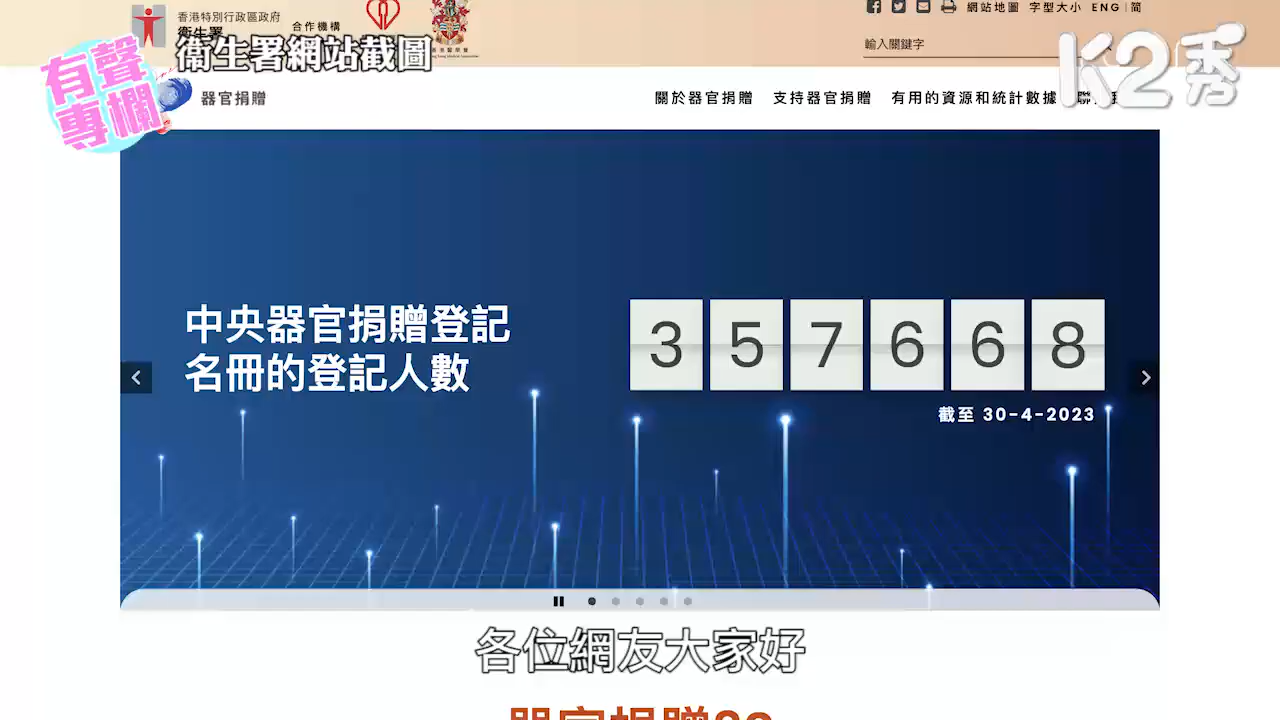 香港特別行政區政府
衞生署
合作機構
網站地圖 字型大小 ENG | 简
輸入關鍵字
衛生署網站截圖
有聲專欄
K2秀
器官捐贈
關於器官捐贈 支持器官捐贈 有用的資源和統計數據
中央器官捐贈登記
名冊的登記人數
357668
截至 30-4-2023
各位網友大家好